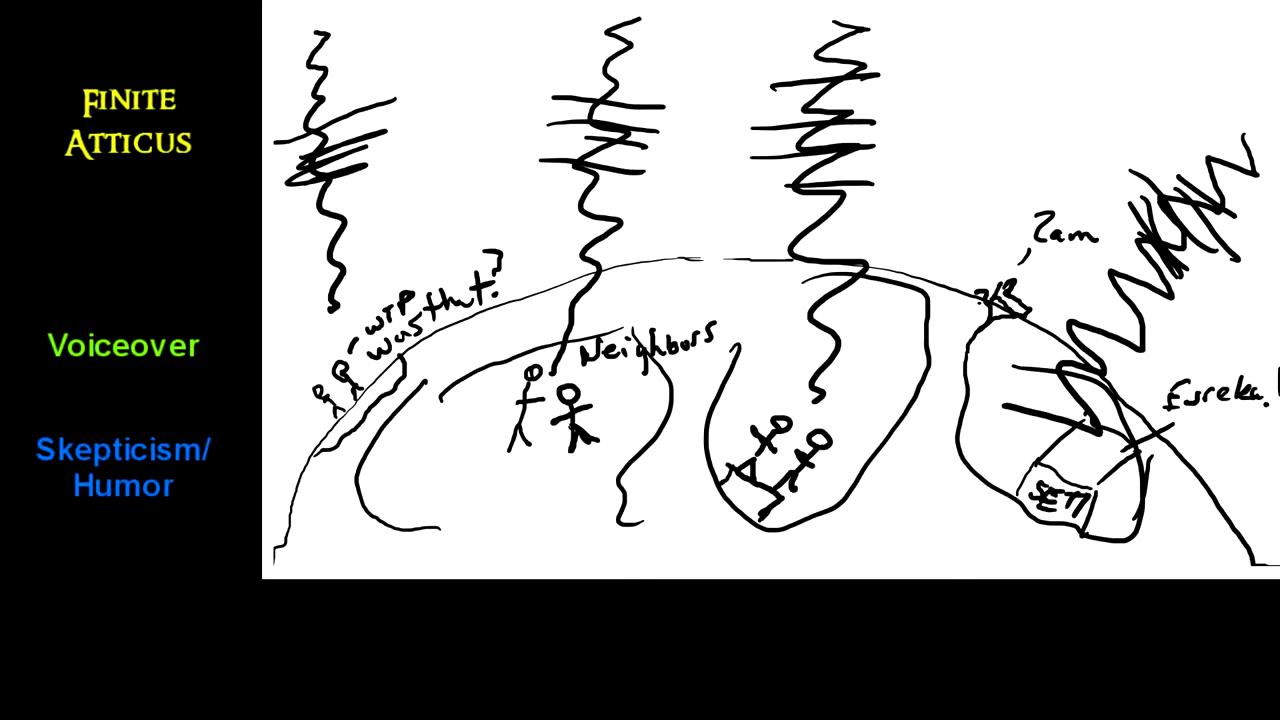 FINITE
ATTICUS
Voiceover
Skepticism/
Humor
WTF
was that?
Neighbors
Zam
Eureka!
SETI